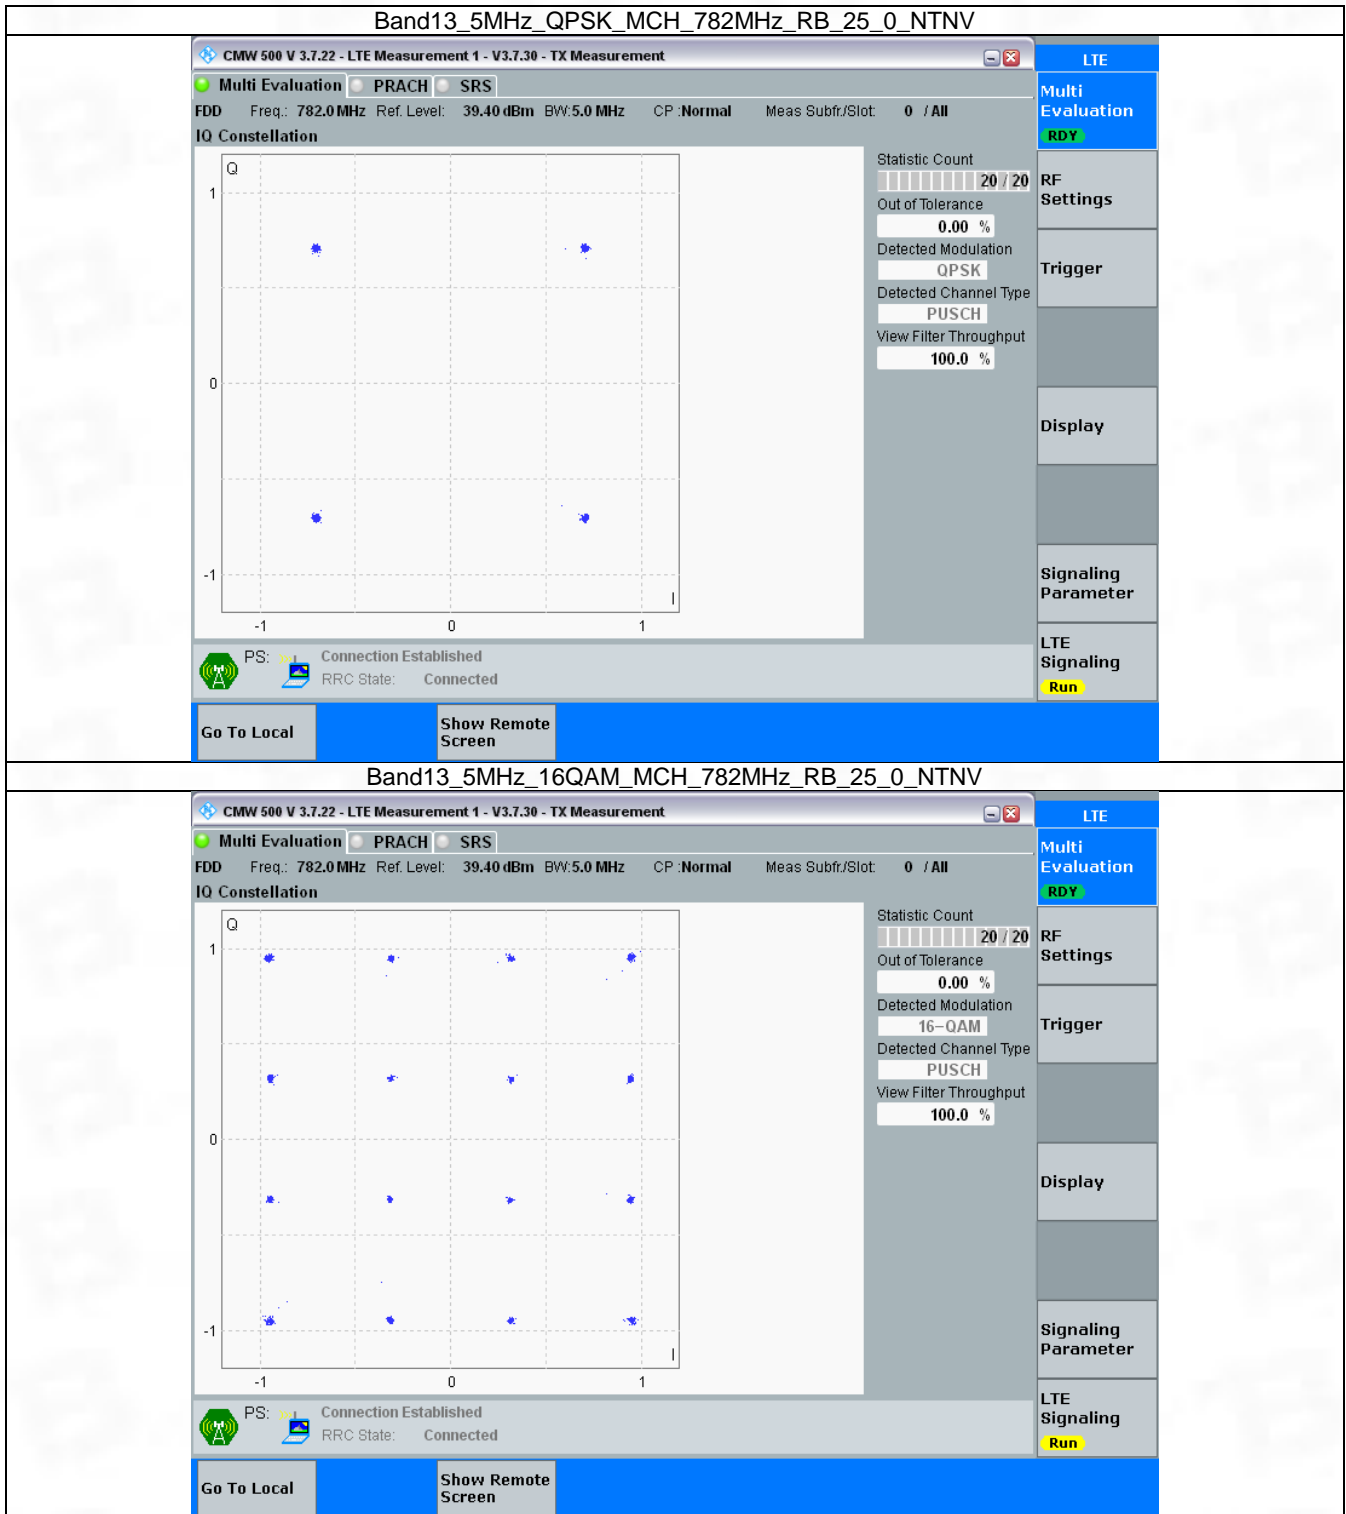 Band13_5MHz_QPSK_MCH_782MHz_RB_25_0_NTNV
CMW 500 V 3.7.22 - LTE Measurement 1 - V3.7.30 - TX Measurement
LTE
Multi Evaluation PRACH SRS
Multi
Evaluation
RDY
FDD Freq.: 782.0 MHz Ref. Level: 39.40 dBm BW:5.0 MHz CP :Normal Meas Subfr./Slot: 0 / All
IQ Constellation
Q
1
0
-1
I
-1 0 1
Statistic Count
20 / 20
Out of Tolerance
0.00 %
Detected Modulation
QPSK
Detected Channel Type
PUSCH
View Filter Throughput
100.0 %
RF
Settings
Trigger
Display
Signaling
Parameter
LTE
Signaling
Run
PS: Connection Established
RRC State: Connected
Go To Local
Show Remote
Screen
Band13_5MHz_16QAM_MCH_782MHz_RB_25_0_NTNV
CMW 500 V 3.7.22 - LTE Measurement 1 - V3.7.30 - TX Measurement
LTE
Multi Evaluation PRACH SRS
Multi
Evaluation
RDY
FDD Freq.: 782.0 MHz Ref. Level: 39.40 dBm BW:5.0 MHz CP :Normal Meas Subfr./Slot: 0 / All
IQ Constellation
Q
1
0
-1
I
-1 0 1
Statistic Count
20 / 20
Out of Tolerance
0.00 %
Detected Modulation
16-QAM
Detected Channel Type
PUSCH
View Filter Throughput
100.0 %
RF
Settings
Trigger
Display
Signaling
Parameter
LTE
Signaling
Run
PS: Connection Established
RRC State: Connected
Go To Local
Show Remote
Screen